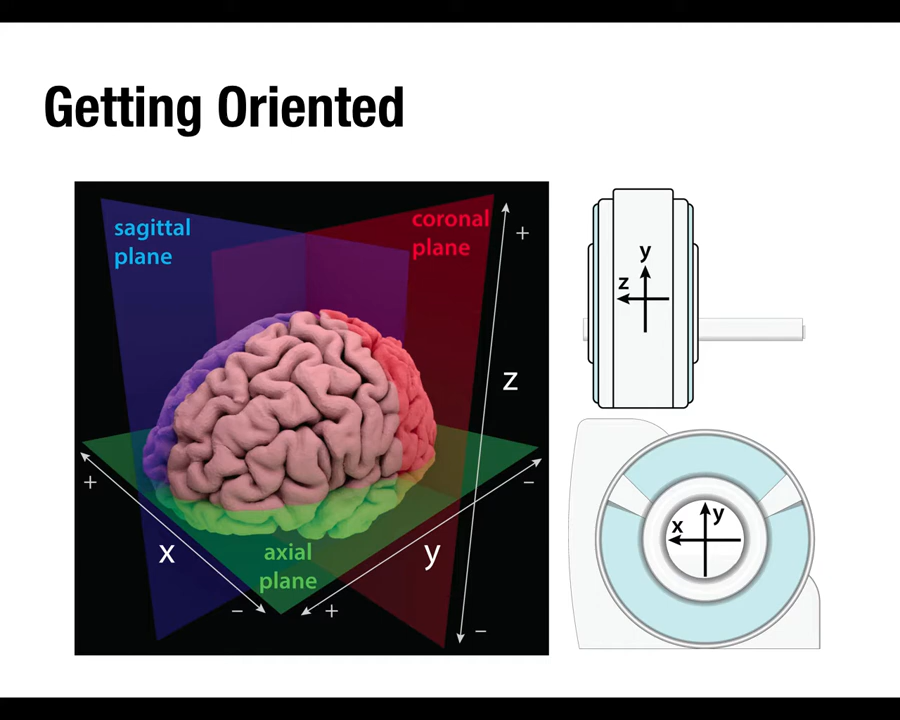 Getting Oriented
sagittal
plane
coronal
plane
+
z
+
−
x
axial
plane
y
−
−
+
−
y
z
x
y